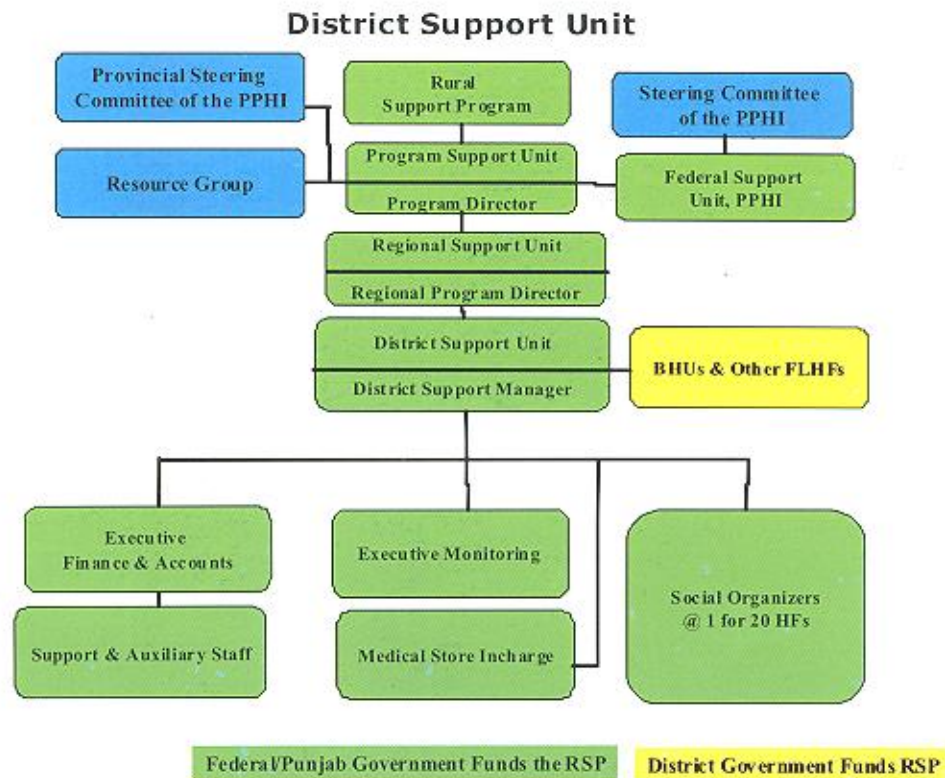 District Support Unit
Provincial Steering
Committee of the PPHI
Rural
Support Program
Steering Committee
of the PPHI
Resource Group
Program Support Unit
Program Director
Federal Support
Unit, PPHI
Regional Support Unit
Regional Program Director
District Support Unit
District Support Manager
BHUs & Other FLHFs
Executive
Finance & Accounts
Executive Monitoring
Social Organizers
@ 1 for 20 HFs
Support & Auxiliary Staff
Medical Store Incharge
Federal/Punjab Government Funds the RSP
District Government Funds RSP